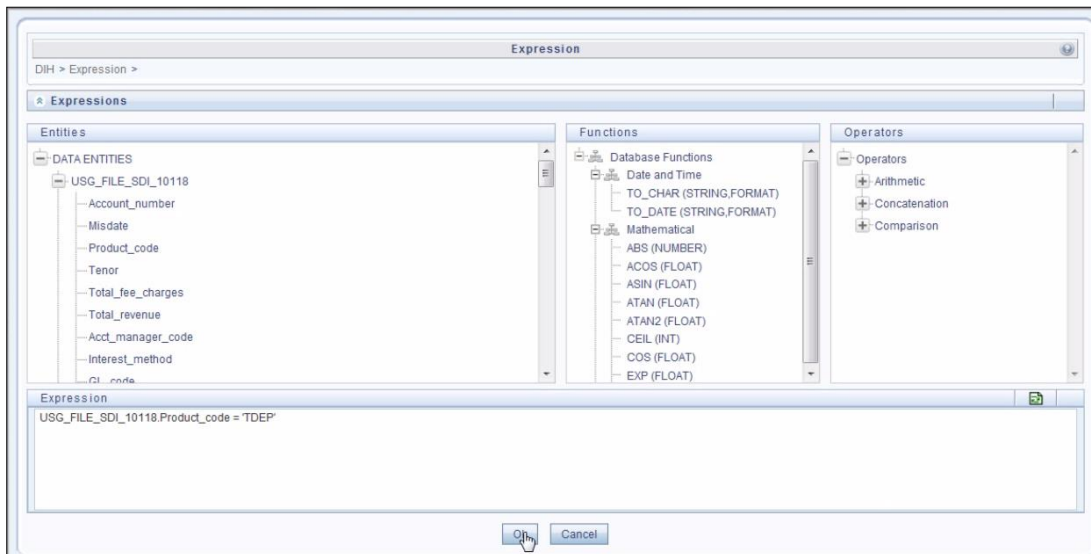 Expression
DIH > Expression >
Expressions
Entities
DATA ENTITIES
USG_FILE_SDI_10118
Account_number
Misdate
Product_code
Tenor
Total_fee_charges
Total_revenue
Acct_manager_code
Interest_method
GL_code
Functions
Database Functions
Date and Time
TO_CHAR (STRING,FORMAT)
TO_DATE (STRING,FORMAT)
Mathematical
ABS (NUMBER)
ACOS (FLOAT)
ASIN (FLOAT)
ATAN (FLOAT)
ATAN2 (FLOAT)
CEIL (INT)
COS (FLOAT)
EXP (FLOAT)
Operators
Operators
Arithmetic
Concatenation
Comparison
Expression
USG_FILE_SDI_10118.Product_code = 'TDEP'
Cancel